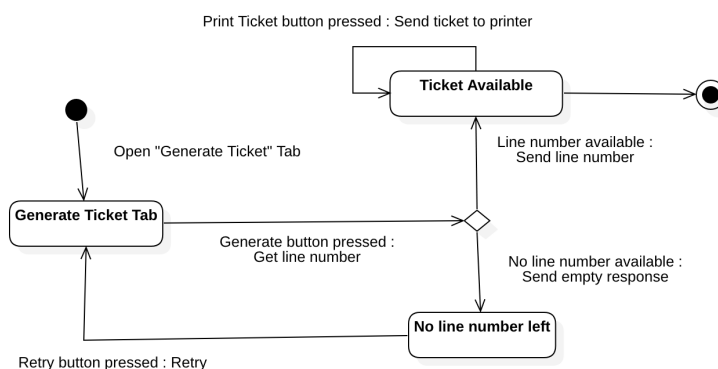 Print Ticket button pressed : Send ticket to printer
Ticket Available
Open "Generate Ticket" Tab
Line number available :
Send line number
Generate Ticket Tab
Generate button pressed :
Get line number
No line number available :
Send empty response
No line number left
Retry button pressed : Retry